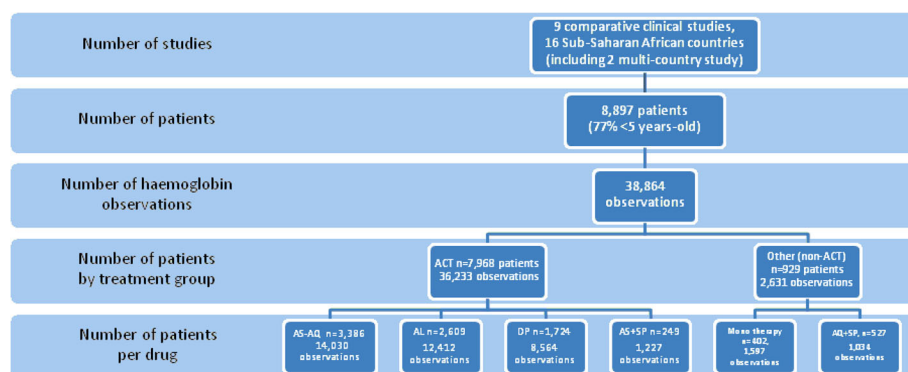 Number of studies
9 comparative clinical studies,
16 Sub-Saharan African countries
(including 2 multi-country study)
Number of patients
8,897 patients
(77% <5 years-old)
Number of haemoglobin
observations
38,864
observations
Number of patients
by treatment group
ACT n=7,968 patients
36,233 observations
Other (non-ACT)
n=929 patients
2,631 observations
Number of patients
per drug
AS-AQ n=3,386
14,030
observations
AL n=2,609
12,412
observations
DP n=1,724
8,564
observations
AS+SP n=249
1,227
observations
Mono therapy
n=402,
1,597
observations
AQ+SP, n=527
1,034
observations